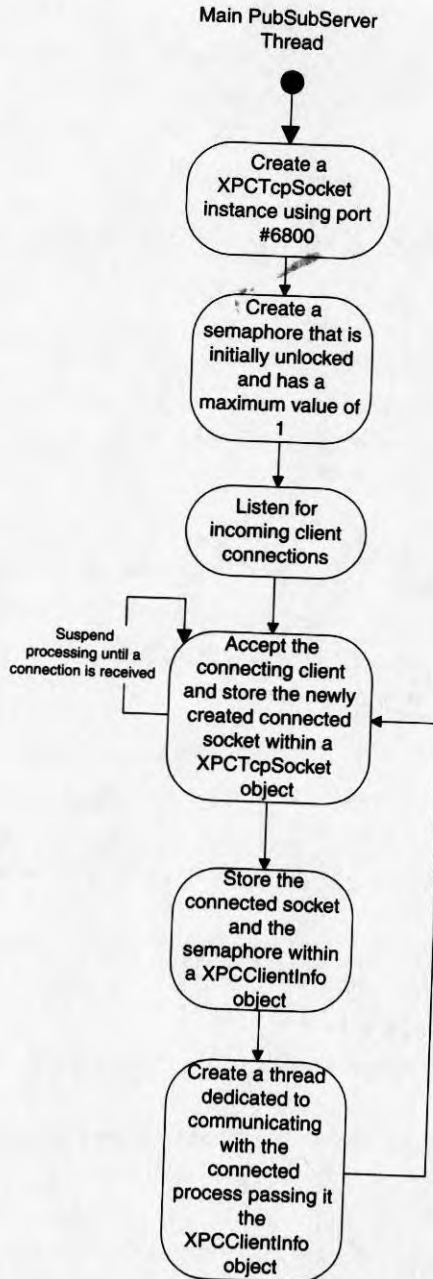 Main PubSubServer
Thread
Create a
XPCTcpSocket
instance using port
#6800
Create a
semaphore that is
initially unlocked
and has a
maximum value of
1
Listen for
incoming client
connections
Suspend
processing until a
connection is received
Accept the
connecting client
and store the newly
created connected
socket within a
XPCTcpSocket
object
Store the
connected socket
and the
semaphore within
a XPCClientInfo
object
Create a thread
dedicated to
communicating
with the
connected
process passing it
the
XPCClientInfo
object